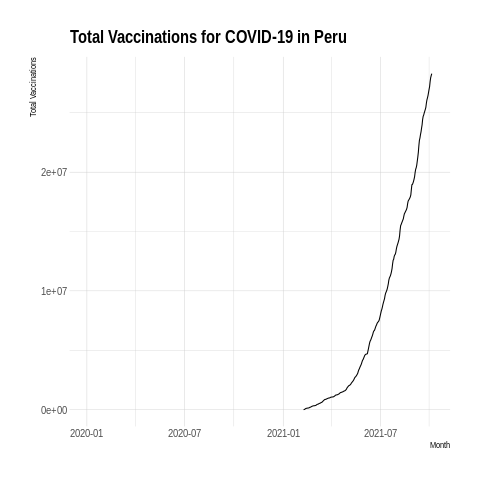 Total Vaccinations for COVID-19 in Peru
Total Vaccinations
2e+07
1e+07
0e+00
2020-01
2020-07
2021-01
2021-07
Month